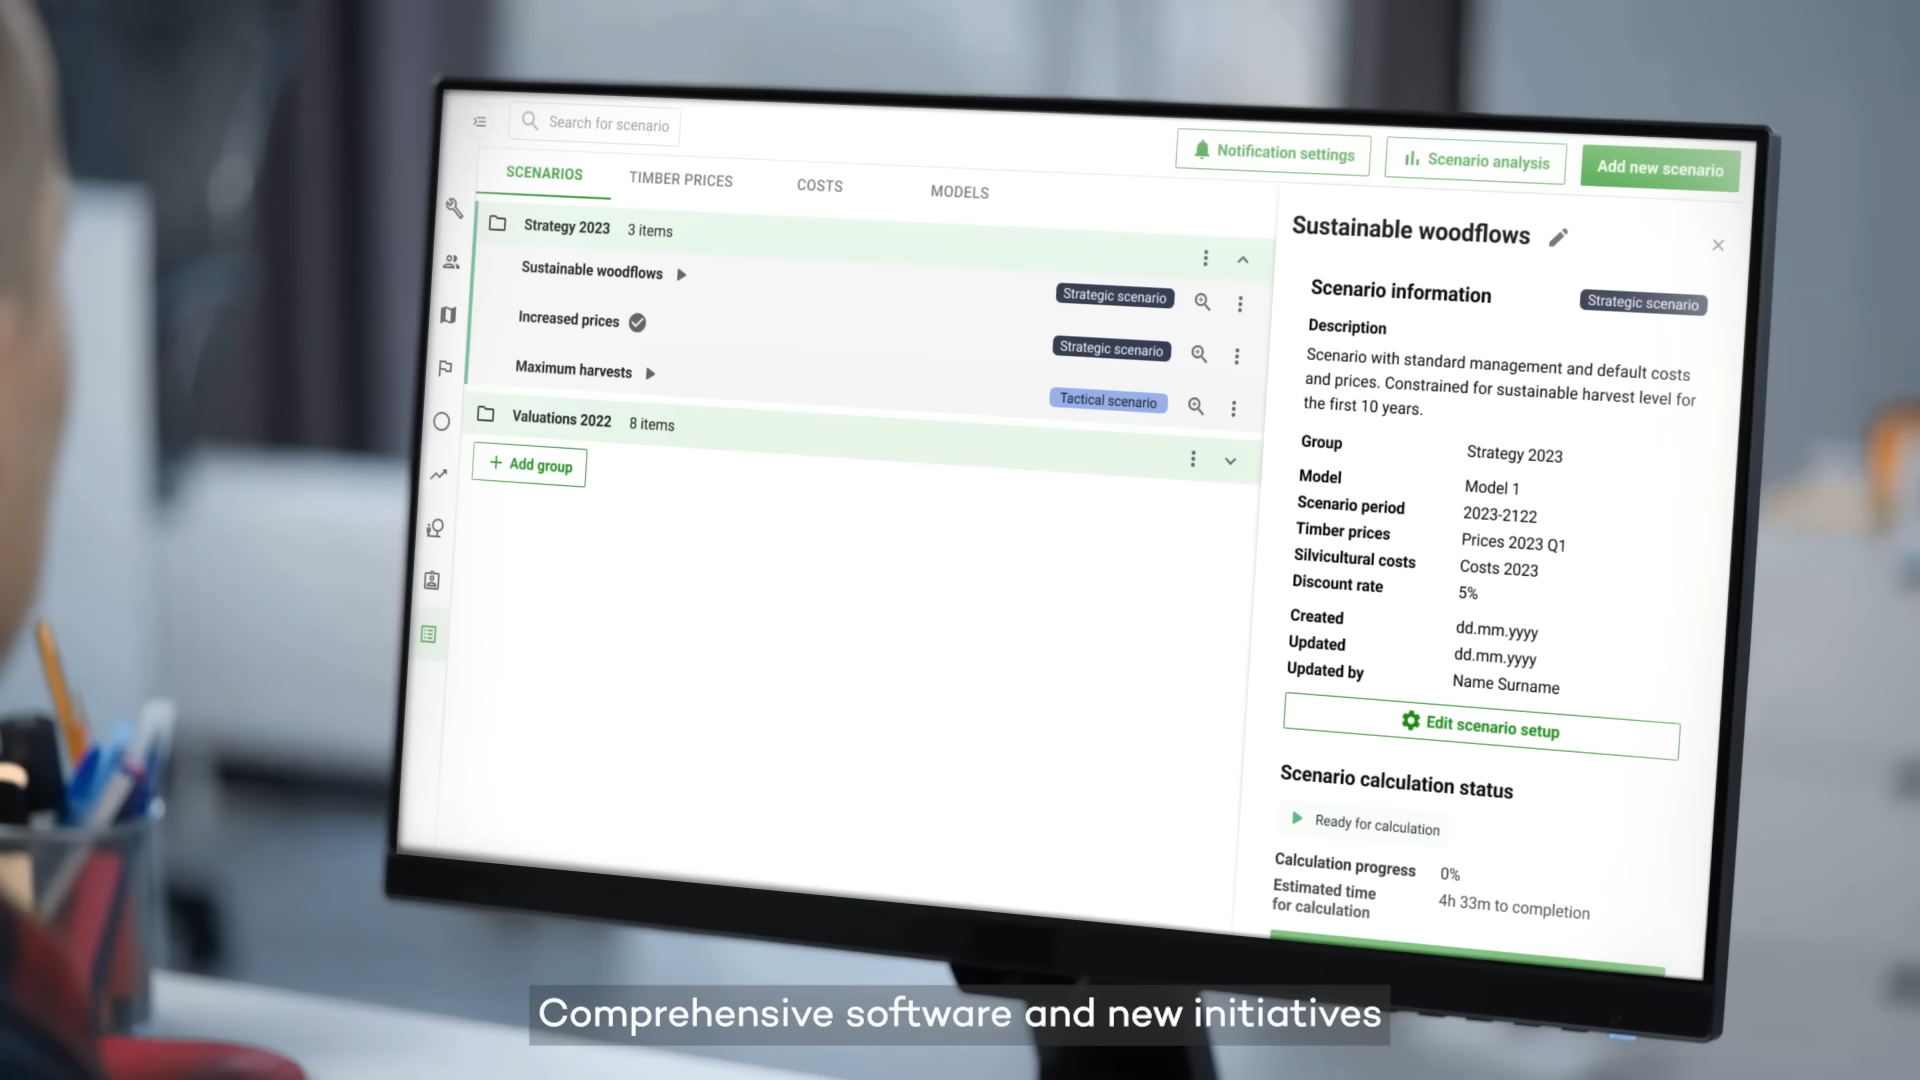 Search for scenario
Notification settings
Scenario analysis
Add new scenario
SCENARIOS
TIMBER PRICES
COSTS
MODELS
Strategy 2023 3 items
Sustainable woodflows
Strategic scenario
Increased prices
Strategic scenario
Maximum harvests
Tactical scenario
Valuations 2022 8 items
+ Add group
Sustainable woodflows
Scenario information
Strategic scenario
Description
Scenario with standard management and default costs
and prices. Constrained for sustainable harvest level for
the first 10 years.
Group Strategy 2023
Model Model 1
Scenario period 2023-2122
Timber prices Prices 2023 Q1
Silvicultural costs Costs 2023
Discount rate 5%
Created dd.mm.yyyy
Updated dd.mm.yyyy
Updated by Name Surname
Edit scenario setup
Scenario calculation status
Ready for calculation
Calculation progress 0%
Estimated time
for calculation 4h 33m to completion
Comprehensive software and new initiatives